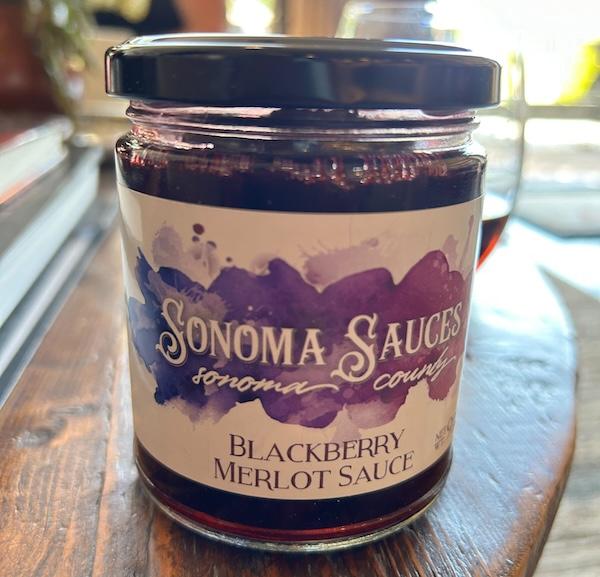 SONOMA SAUCES
sonoma county
BLACKBERRY
MERLOT SAUCE